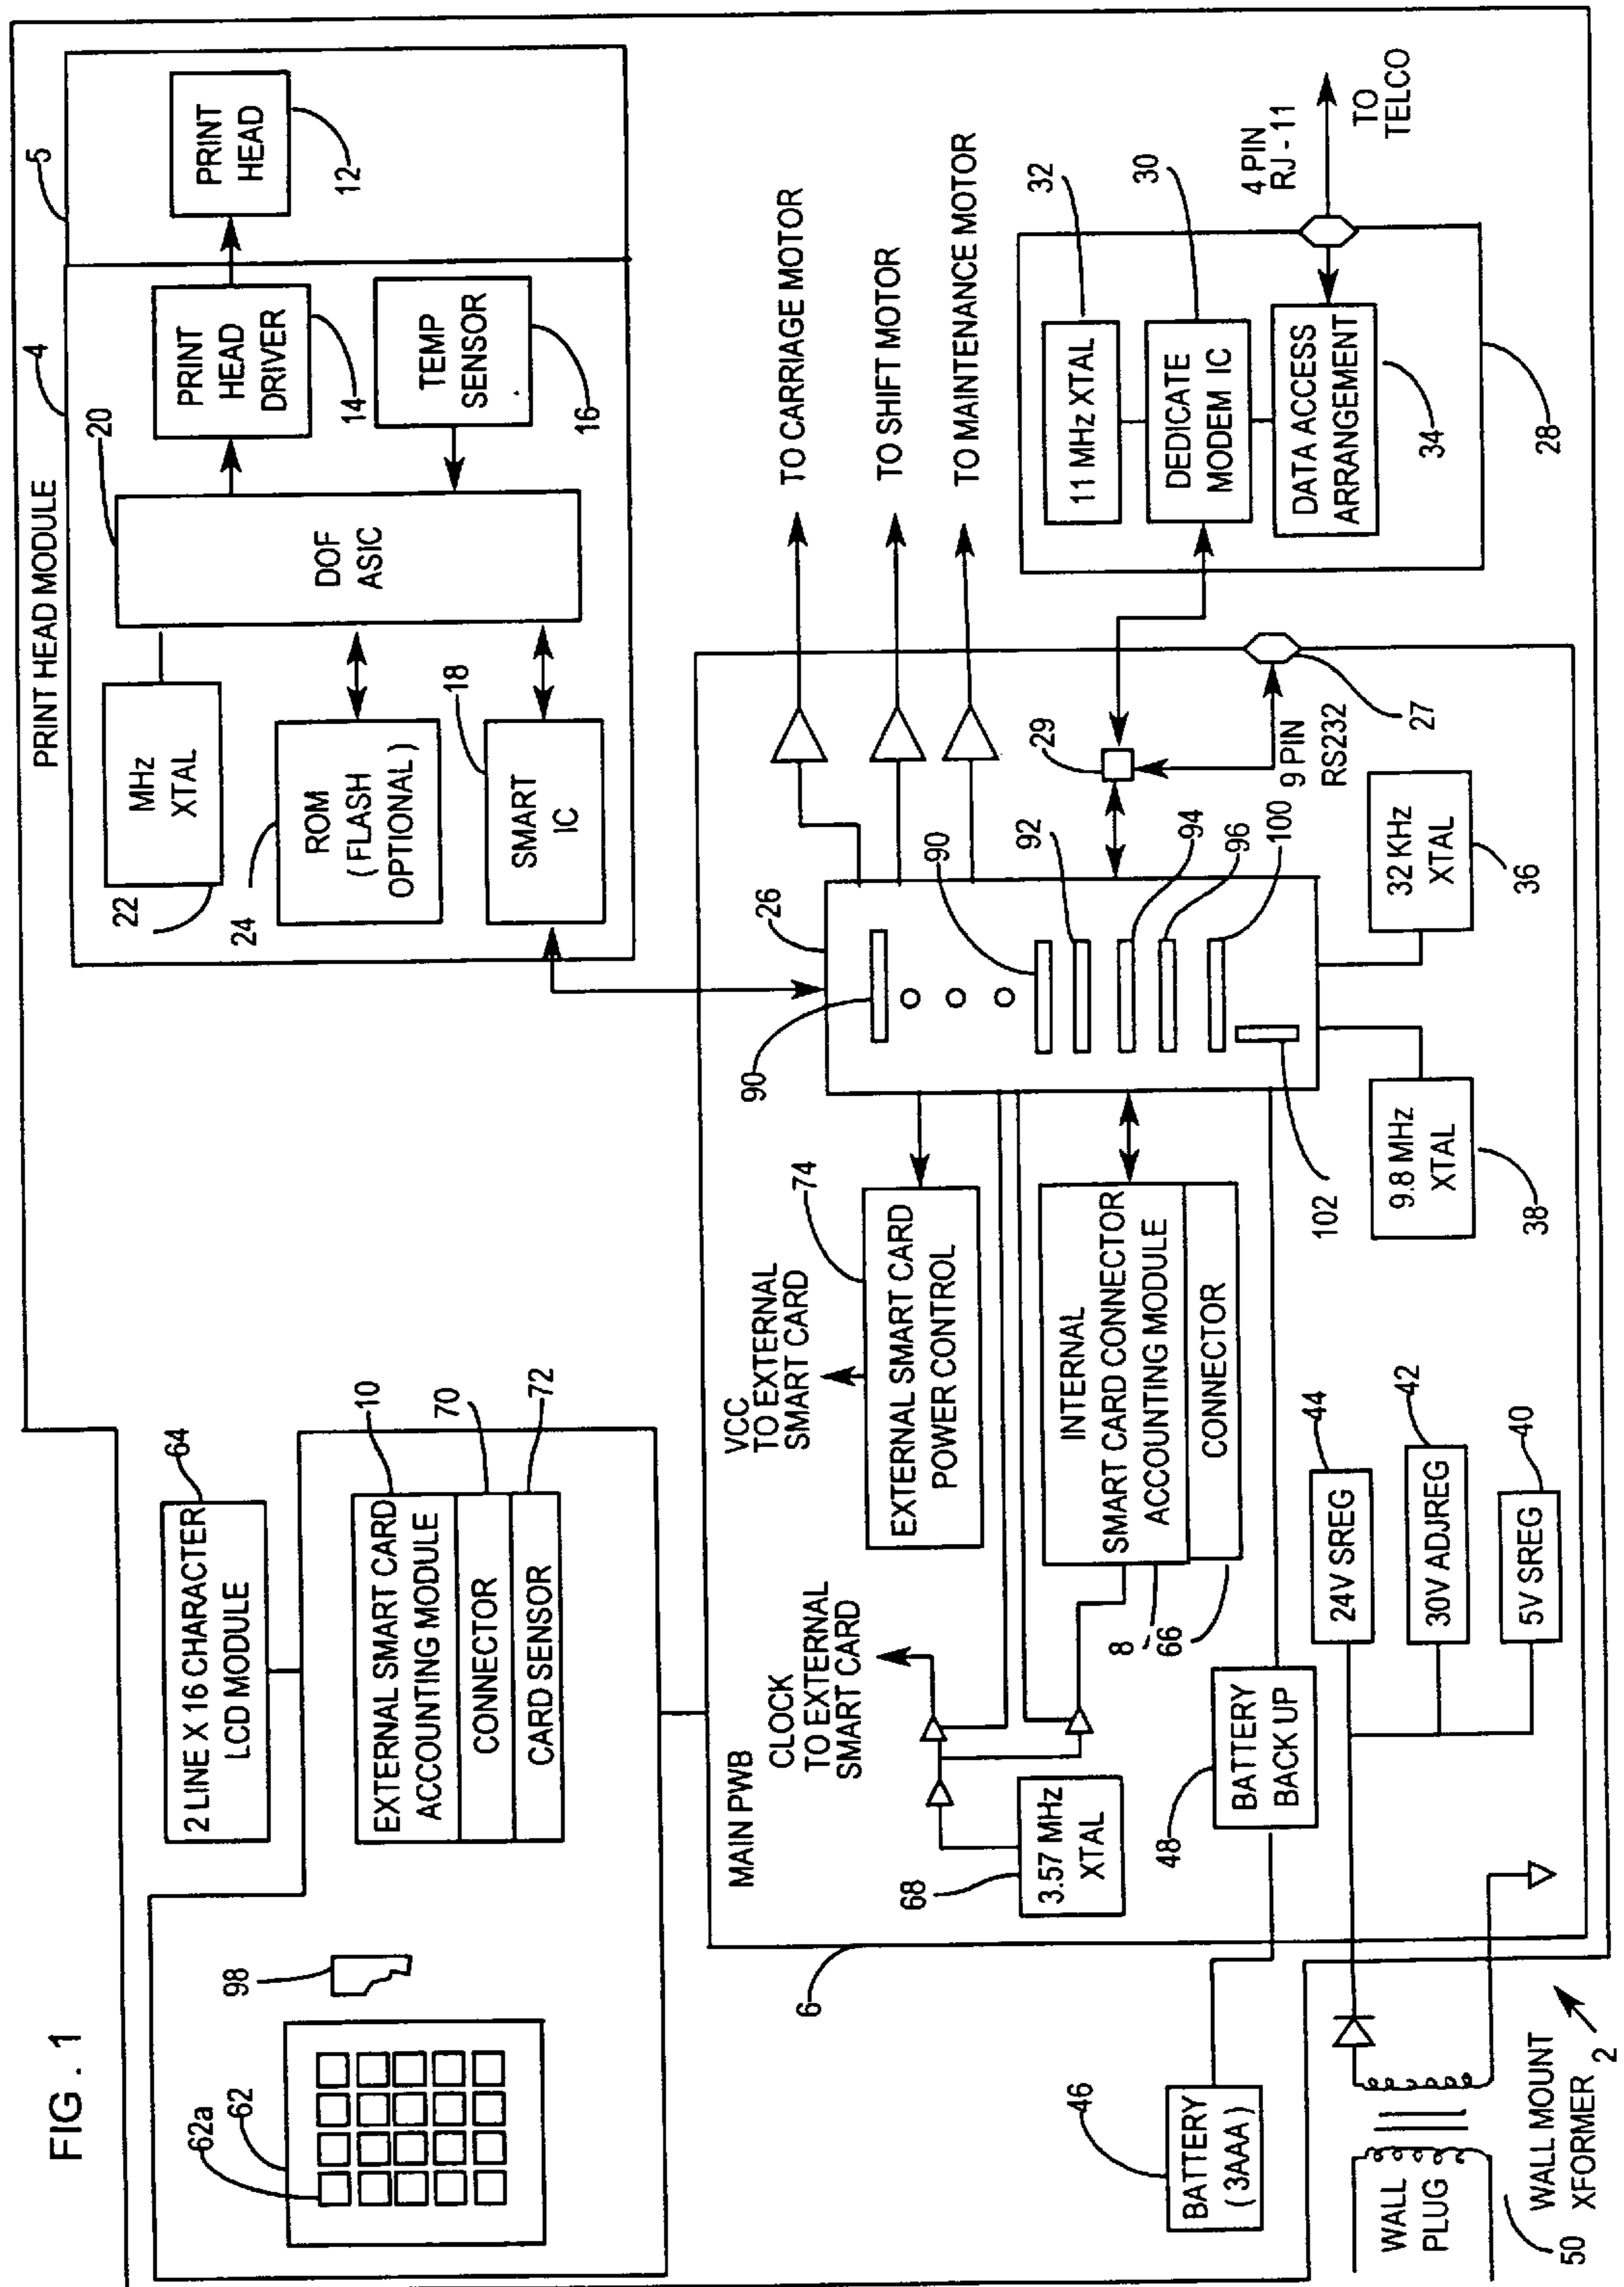 FIG . 1
PRINT HEAD MODULE
4
5
20
22
MHz
XTAL
24
ROM
( FLASH
OPTIONAL)
18
SMART
IC
DOF
ASIC
PRINT
HEAD
DRIVER
14
TEMP
SENSOR
16
PRINT
HEAD
12
2 LINE X 16 CHARACTER
LCD MODULE
64
62a
62
98
EXTERNAL SMART CARD
ACCOUNTING MODULE
10
CONNECTOR
70
CARD SENSOR
72
MAIN PWB
6
CLOCK
TO EXTERNAL
SMART CARD
VCC
TO EXTERNAL
SMART CARD
74
EXTERNAL SMART CARD
POWER CONTROL
68
3.57 MHz
XTAL
INTERNAL
SMART CARD CONNECTOR
ACCOUNTING MODULE
CONNECTOR
8
66
26
90
90
92
94
96
100
102
TO CARRIAGE MOTOR
TO SHIFT MOTOR
TO MAINTENANCE MOTOR
29
9 PIN
RS232
27
32
11 MHz XTAL
30
DEDICATE
MODEM IC
DATA ACCESS
ARRANGEMENT
34
28
4 PIN
RJ - 11
TO
TELCO
46
BATTERY
( 3AAA )
48
BATTERY
BACK UP
24V SREG
44
30V ADJREG
42
5V SREG
40
9.8 MHz
XTAL
38
32 KHz
XTAL
36
WALL
PLUG
50
WALL MOUNT
XFORMER
2